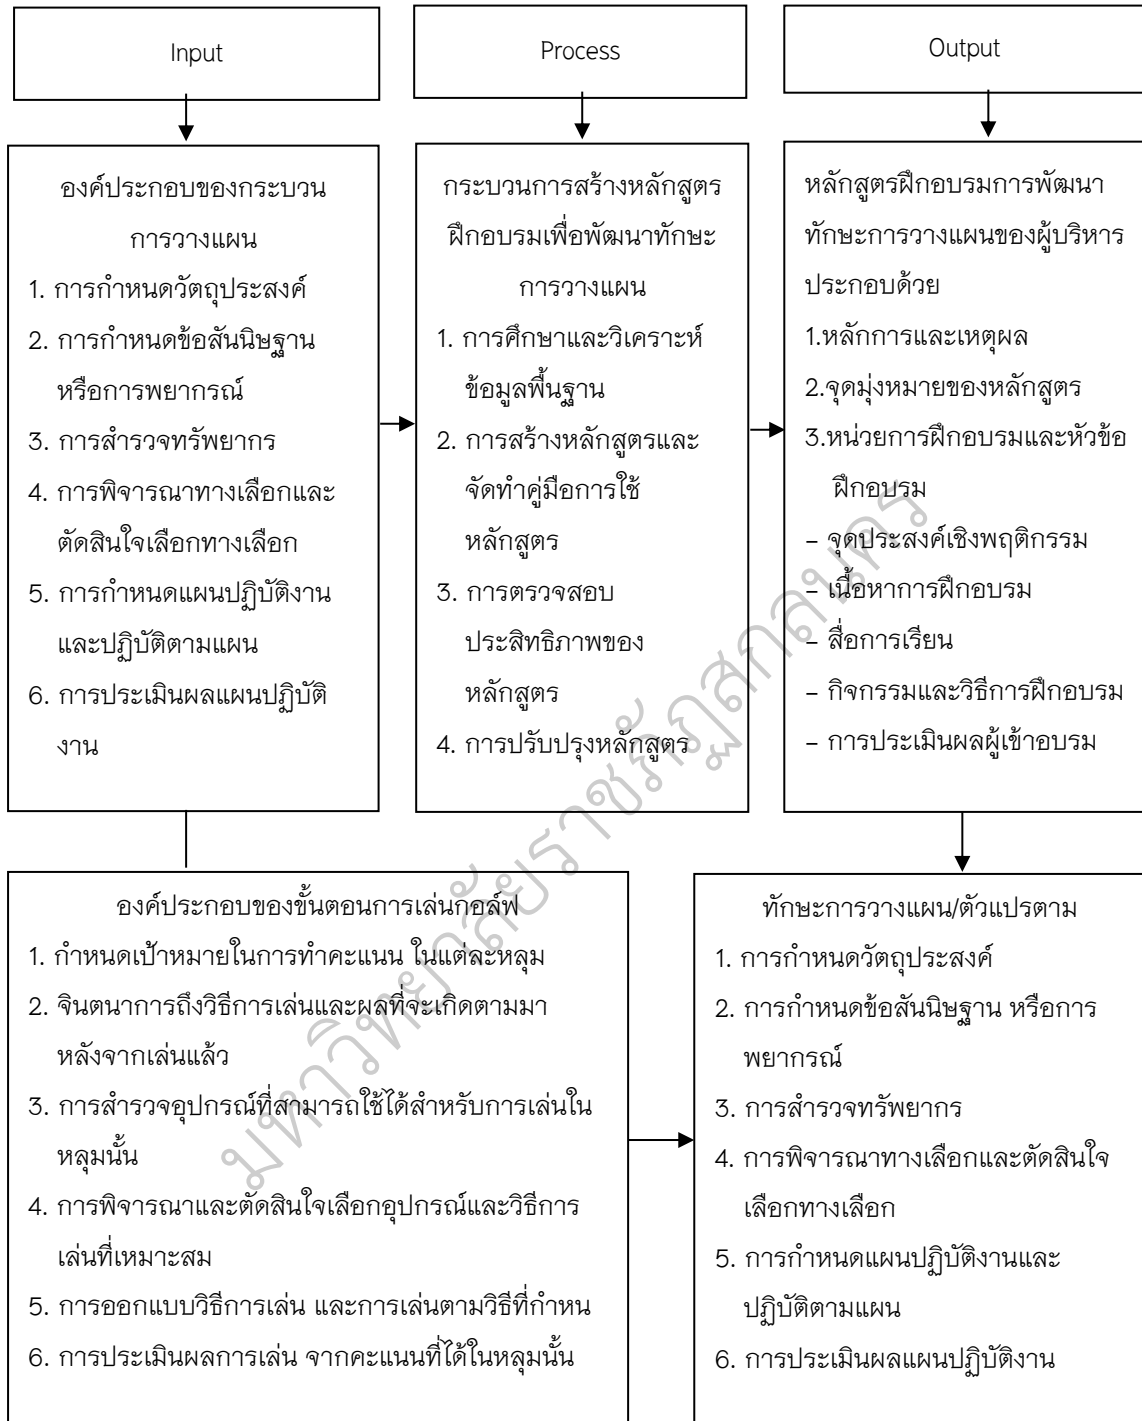 Input
Process
Output
องค์ประกอบของกระบวน
การวางแผน
1. การกำหนดวัตถุประสงค์
2. การกำหนดข้อสันนิษฐาน
หรือการพยากรณ์
3. การสำรวจทรัพยากร
4. การพิจารณาทางเลือกและ
ตัดสินใจเลือกทางเลือก
5. การกำหนดแผนปฏิบัติงาน
และปฏิบัติตามแผน
6. การประเมินผลแผนปฏิบัติ
งาน
กระบวนการสร้างหลักสูตร
ฝึกอบรมเพื่อพัฒนาทักษะ
การวางแผน
1. การศึกษาและวิเคราะห์
ข้อมูลพื้นฐาน
2. การสร้างหลักสูตรและ
จัดทำคู่มือการใช้
หลักสูตร
3. การตรวจสอบ
ประสิทธิภาพของ
หลักสูตร
4. การปรับปรุงหลักสูตร
หลักสูตรฝึกอบรมการพัฒนา
ทักษะการวางแผนของผู้บริหาร
ประกอบด้วย
1.หลักการและเหตุผล
2.จุดมุ่งหมายของหลักสูตร
3.หน่วยการฝึกอบรมและหัวข้อ
ฝึกอบรม
- จุดประสงค์เชิงพฤติกรรม
- เนื้อหาการฝึกอบรม
- สื่อการเรียน
- กิจกรรมและวิธีการฝึกอบรม
- การประเมินผลผู้เข้าอบรม
องค์ประกอบของขั้นตอนการเล่นกอล์ฟ
1. กำหนดเป้าหมายในการทำคะแนน ในแต่ละหลุม
2. จินตนาการถึงวิธีการเล่นและผลที่จะเกิดตามมา
หลังจากเล่นแล้ว
3. การสำรวจอุปกรณ์ที่สามารถใช้ได้สำหรับการเล่นใน
หลุมนั้น
4. การพิจารณาและตัดสินใจเลือกอุปกรณ์และวิธีการ
เล่นที่เหมาะสม
5. การออกแบบวิธีการเล่น และการเล่นตามวิธีที่กำหน
6. การประเมินผลการเล่น จากคะแนนที่ได้ในหลุมนั้น
ทักษะการวางแผน/ตัวแปรตาม
1. การกำหนดวัตถุประสงค์
2. การกำหนดข้อสันนิษฐาน หรือการ
พยากรณ์
3. การสำรวจทรัพยากร
4. การพิจารณาทางเลือกและตัดสินใจ
เลือกทางเลือก
5. การกำหนดแผนปฏิบัติงานและ
ปฏิบัติตามแผน
6. การประเมินผลแผนปฏิบัติงาน
มหาวิทยาลัยราชภัฏสกลนคร